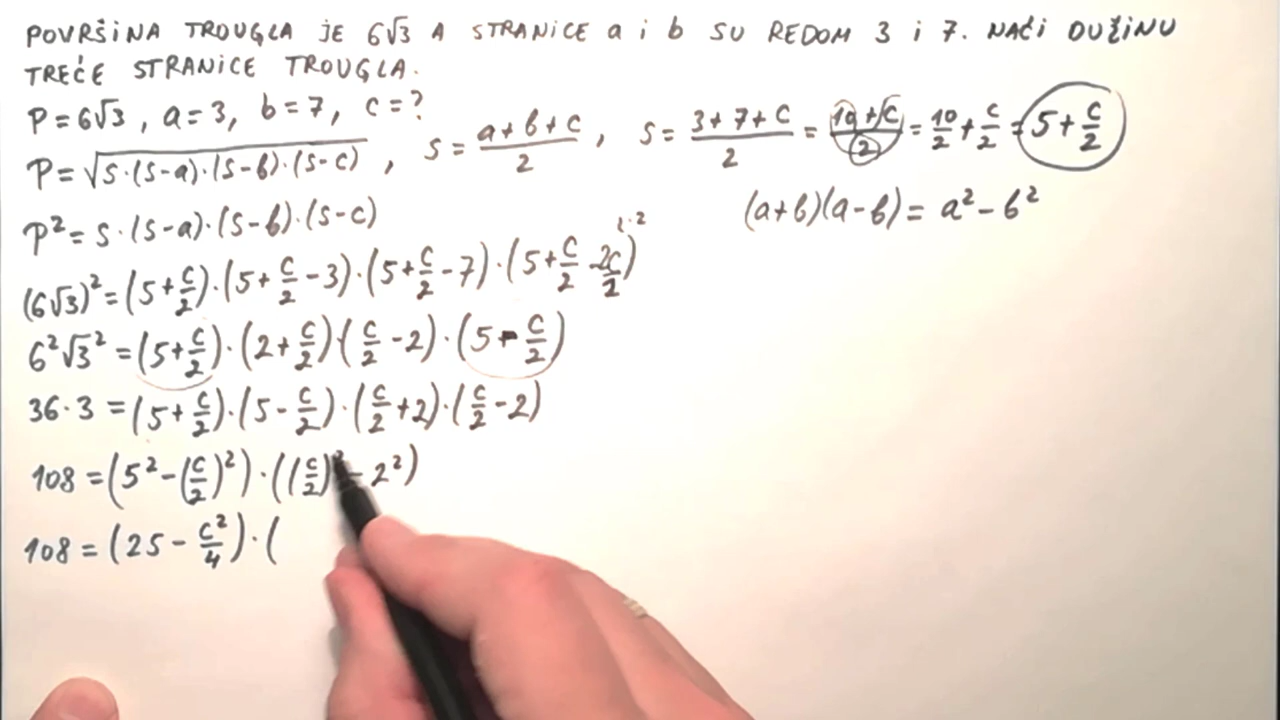 POVRŠINA TROUGLA JE 6√3 A STRANICE a i b SU REDOM 3 i 7. NAĆI DUŽINU
TREĆE STRANICE TROUGLA.
P=6√3, a=3, b=7, c=?
P=√(s·(s-a)·(s-b)·(s-c)), s=(a+b+c)/2, s=(3+7+c)/2=(10+c)/2=10/2+c/2=5+c/2
P²=s·(s-a)·(s-b)·(s-c)
(a+b)(a-b)=a²-b²
(6√3)²=(5+c/2)·(5+c/2-3)·(5+c/2-7)·(5+c/2-2c/2)
6²√3²=(5+c/2)·(2+c/2)·(c/2-2)·(5-c/2)
36·3=(5+c/2)·(5-c/2)·(c/2+2)·(c/2-2)
108=(5²-(c/2)²)·((c/2)²-2²)
108=(25-c²/4)·(